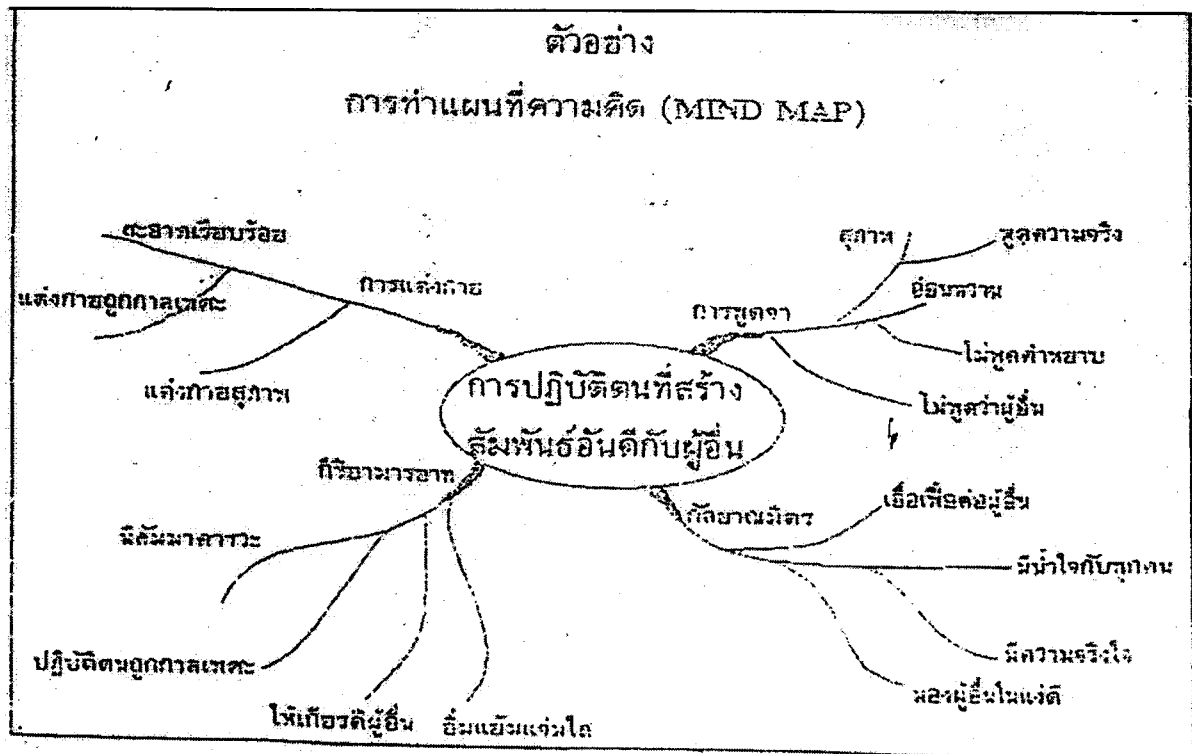 ตัวอย่าง
การทำแผนที่ความคิด (MIND MAP)
สะอาดเรียบร้อย
แต่งกายถูกกาลเทศะ
การแต่งกาย
แต่งกายสุภาพ
สุภาพ
พูดความจริง
อ่อนหวาน
การพูดจา
ไม่พูดคำหยาบ
ไม่พูดว่าผู้อื่น
การปฏิบัติตนที่สร้าง
สัมพันธ์อันดีกับผู้อื่น
กิริยามารยาท
มีสัมมาคารวะ
ปฏิบัติตนถูกกาลเทศะ
ให้เกียรติผู้อื่น
ยิ้มแย้มแจ่มใส
กัลยาณมิตร
เอื้อเฟื้อต่อผู้อื่น
มีน้ำใจกับทุกคน
มีความจริงใจ
มองผู้อื่นในแง่ดี